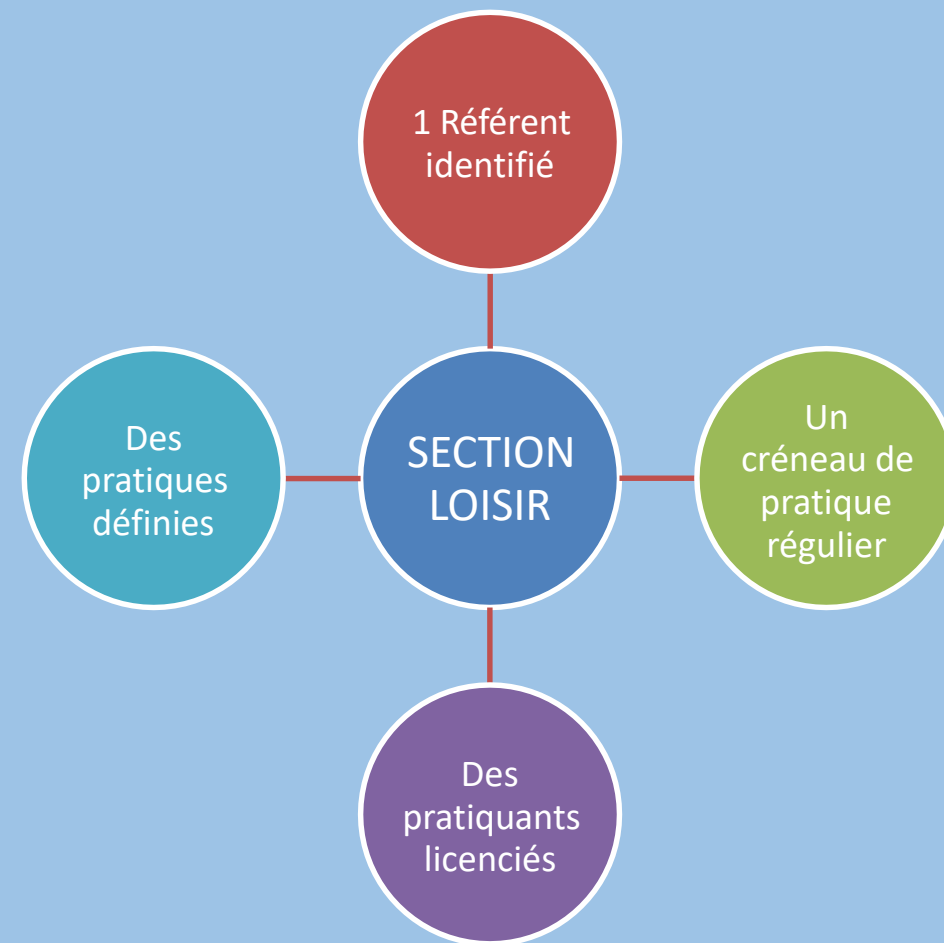 1 Référent
identifié
Des
pratiques
définies
SECTION
LOISIR
Un
créneau de
pratique
régulier
Des
pratiquants
licenciés